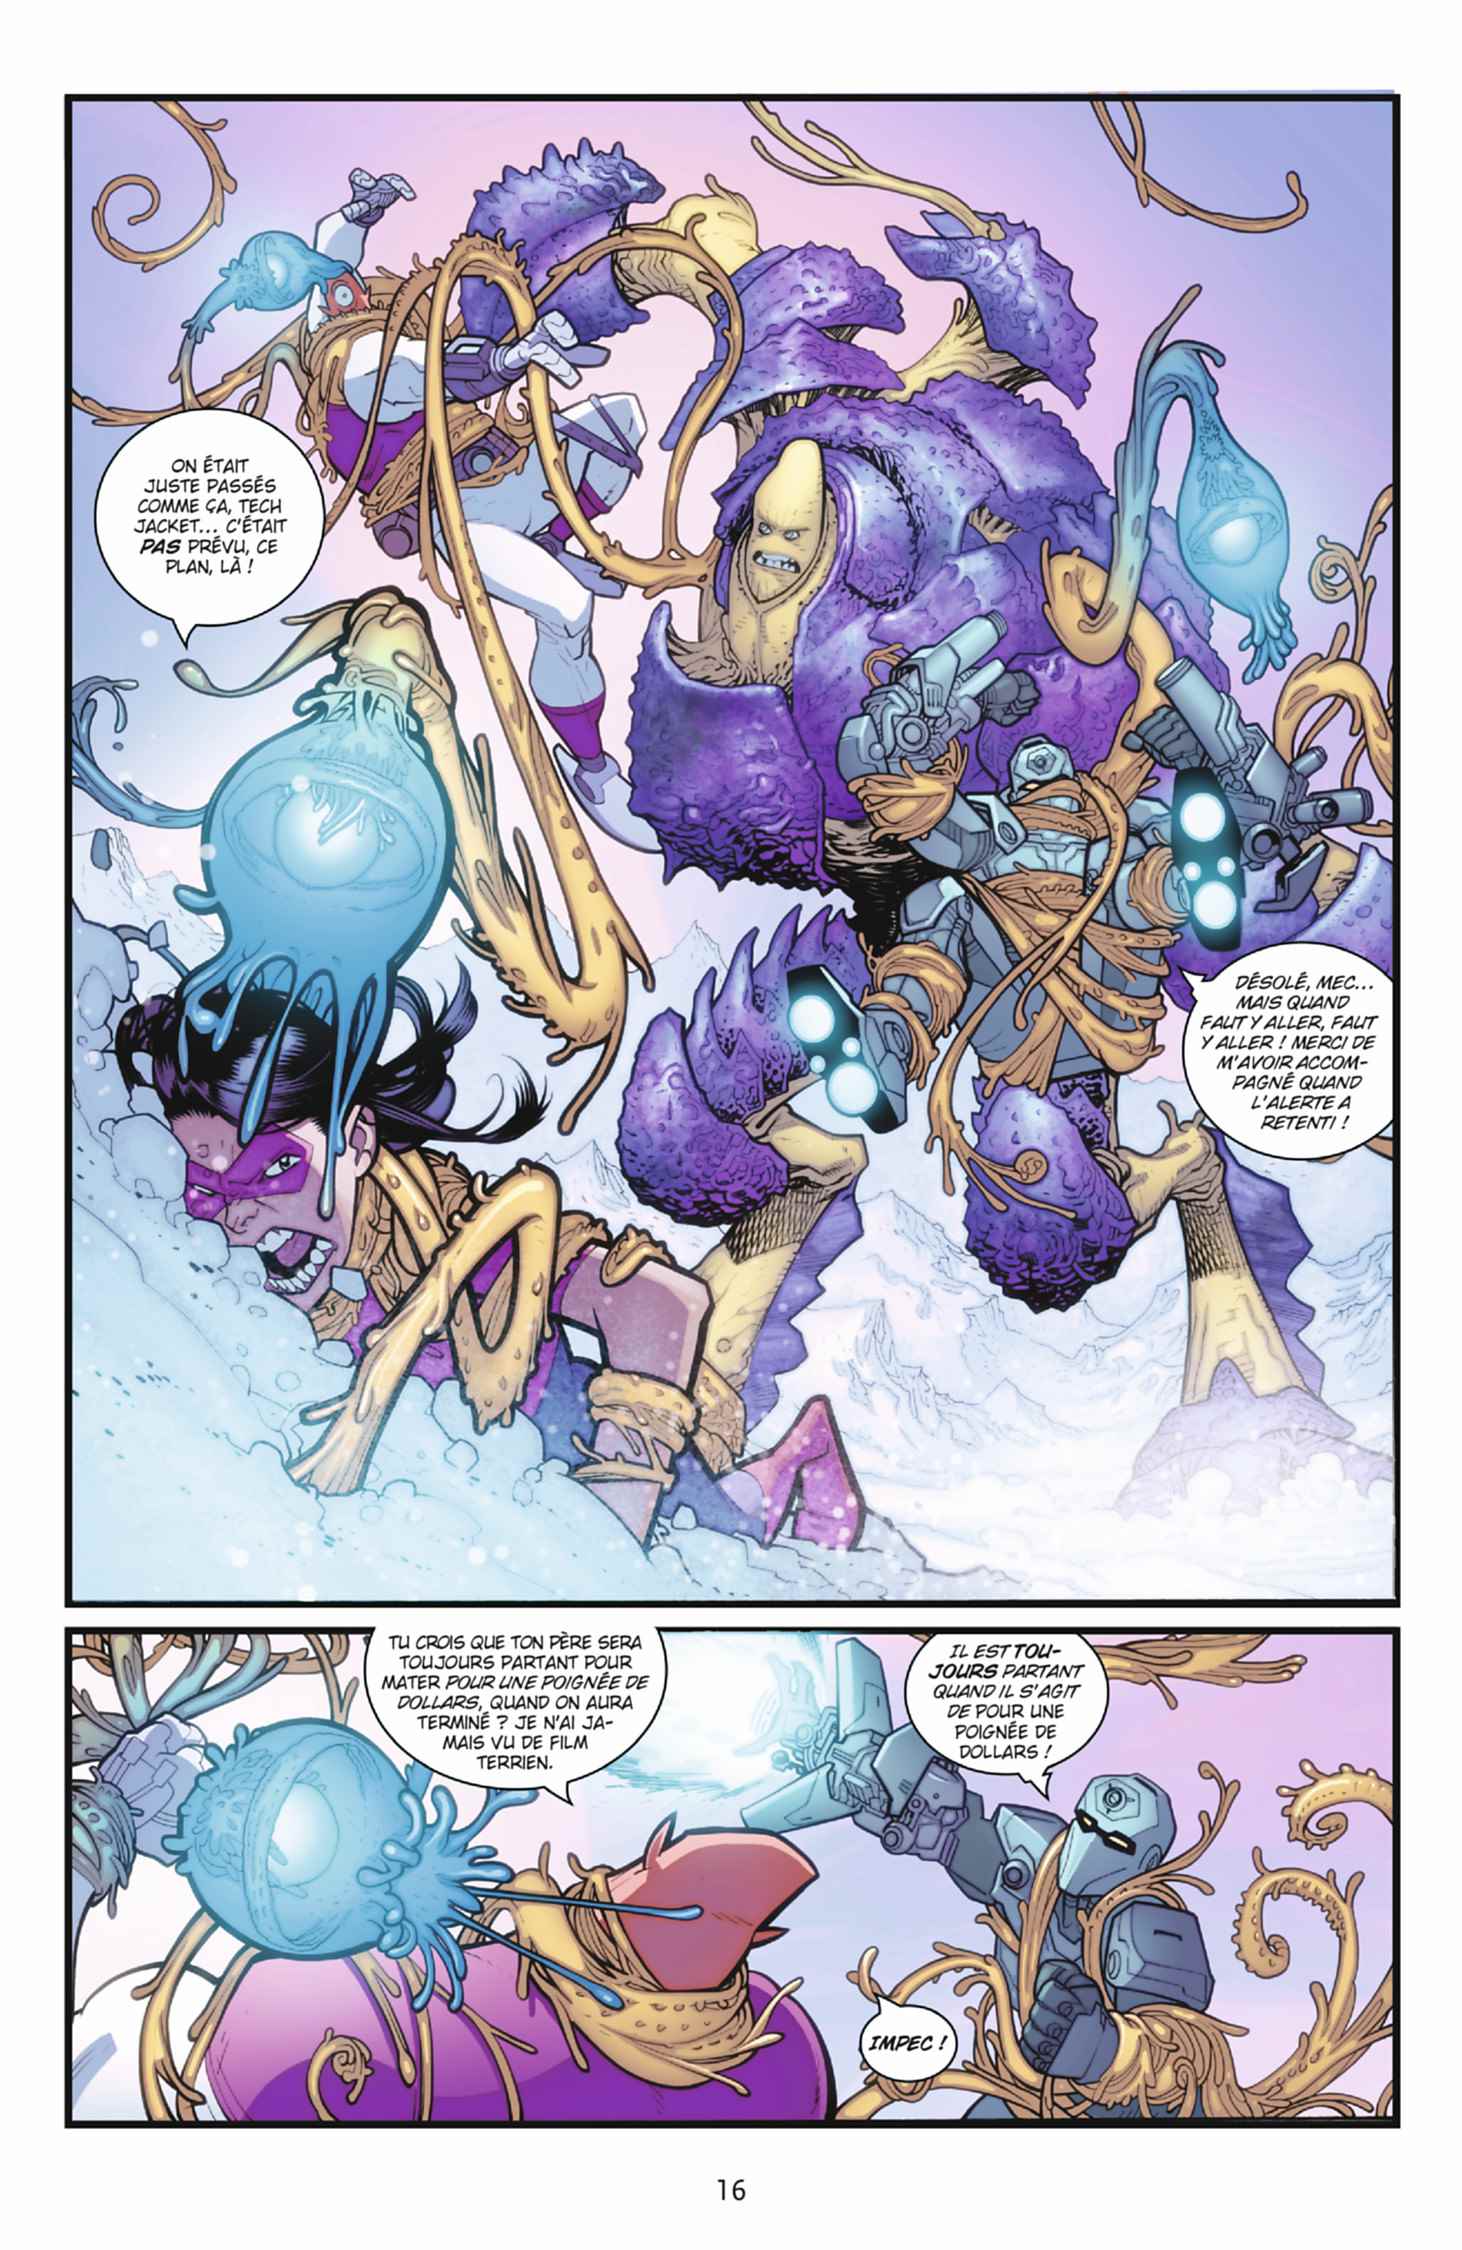 ON ÉTAIT
JUSTE PASSÉS
COMME ÇA, TECH
JACKET... C'ÉTAIT
PAS PRÉVU, CE
PLAN, LÀ !
DÉSOLÉ, MEC...
MAIS QUAND
FAUT Y ALLER, FAUT
Y ALLER ! MERCI DE
M'AVOIR ACCOM-
PAGNÉ QUAND
L'ALERTE A
RETENTI !
TU CROIS QUE TON PÈRE SERA
TOUJOURS PARTANT POUR
MATER POUR UNE POIGNÉE DE
DOLLARS, QUAND ON AURA
TERMINÉ ? JE N'AI JA-
MAIS VU DE FILM
TERRIEN.
IL EST TOU-
JOURS PARTANT
QUAND IL S'AGIT
DE POUR UNE
POIGNÉE DE
DOLLARS !
IMPEC !
16